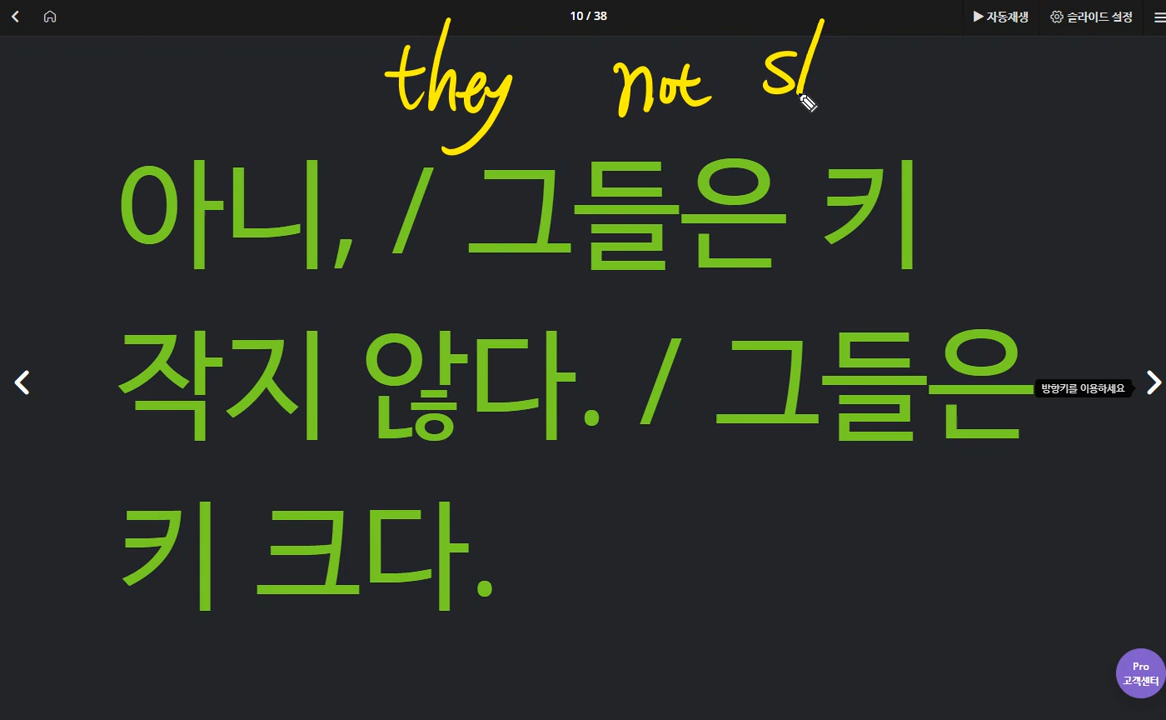 10 / 38
자동재생
슬라이드 설정
they not sh
아니, / 그들은 키
작지 않다. / 그들은
방향키를 이용하세요
키 크다.
Pro
고객센터